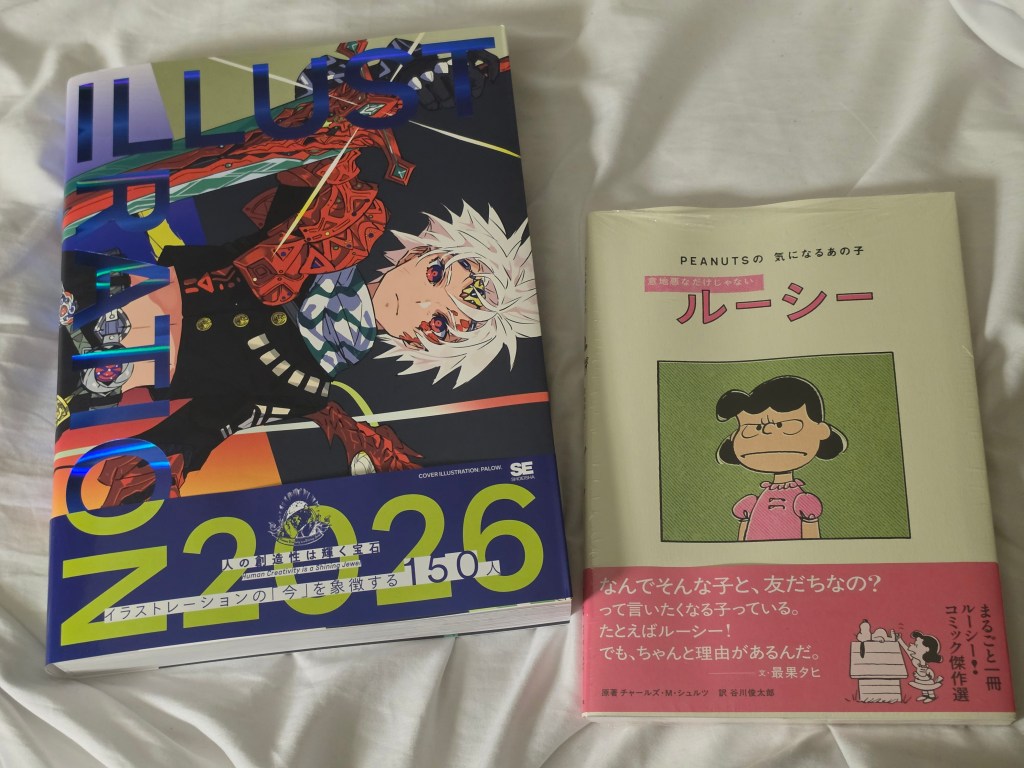 ILLUST
RATION
2026
COVER ILLUSTRATION: PALOW.
SE
SHOEISHA
人の創造性は輝く宝石
Human Creativity is a Shining Jewel
イラストレーションの「今」を象徴する150人
PEANUTSの 気になるあの子
意地悪なだけじゃない
ルーシー
なんでそんな子と、友だちなの?
って言いたくなる子っている。
たとえばルーシー!
でも、ちゃんと理由があるんだ。
文・最果タヒ
原著 チャールズ・M・シュルツ 訳 谷川俊太郎
まるごと一冊
ルーシー!
コミック傑作選